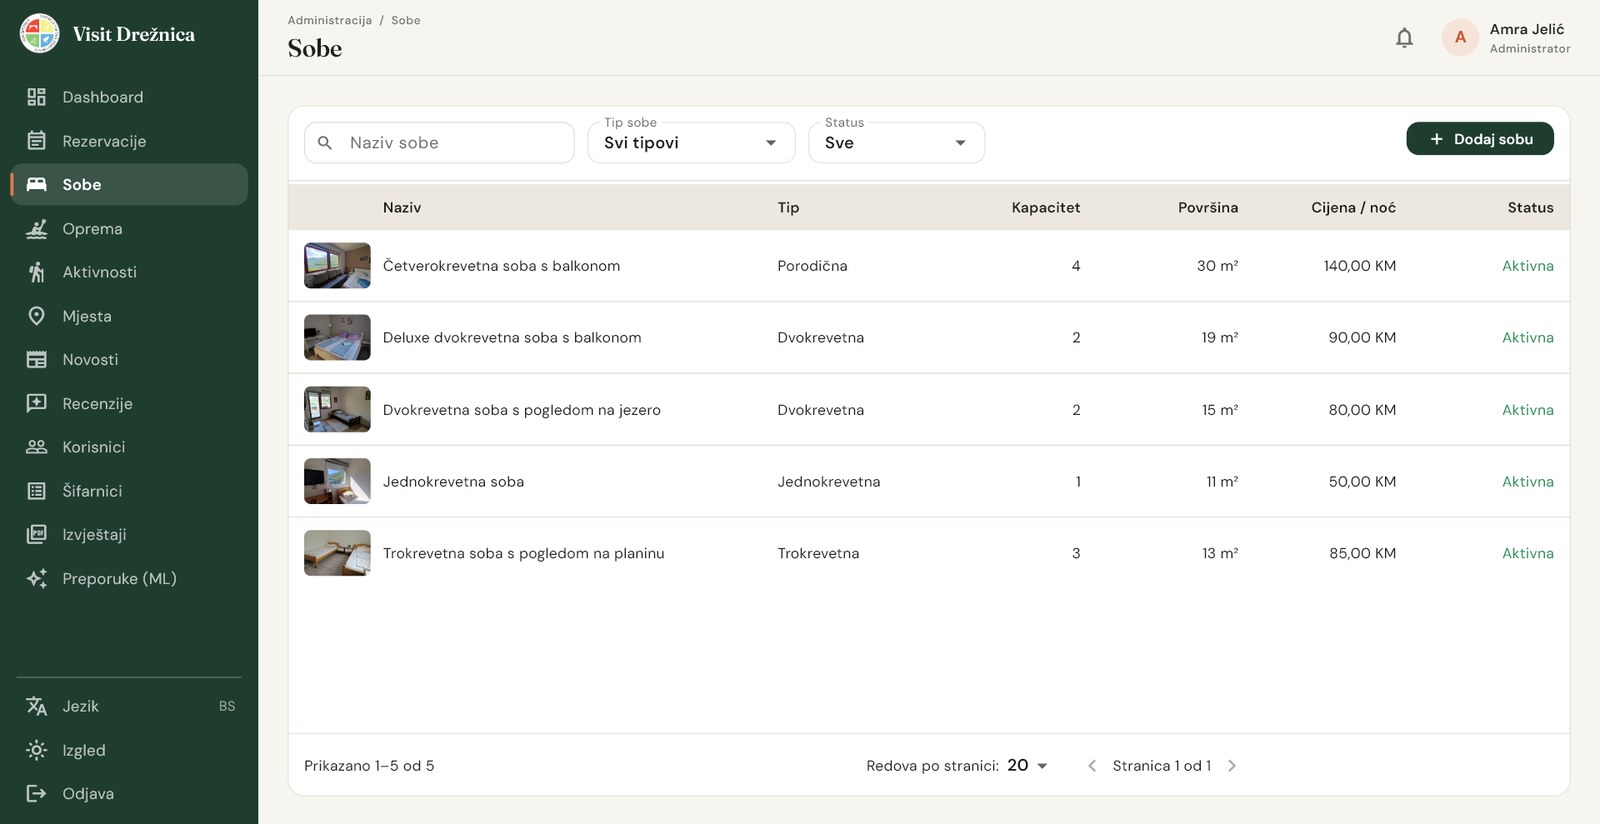 Visit Drežnica
Dashboard
Rezervacije
Sobe
Oprema
Aktivnosti
Mjesta
Novosti
Recenzije
Korisnici
Šifarnici
Izvještaji
Preporuke (ML)
Jezik BS
Izgled
Odjava
Administracija / Sobe
Sobe
A
Amra Jelić
Administrator
Naziv sobe
Tip sobe
Svi tipovi
Status
Sve
+ Dodaj sobu
Naziv Tip Kapacitet Površina Cijena / noć Status
Četverokrevetna soba s balkonom Porodična 4 30 m² 140,00 KM Aktivna
Deluxe dvokrevetna soba s balkonom Dvokrevetna 2 19 m² 90,00 KM Aktivna
Dvokrevetna soba s pogledom na jezero Dvokrevetna 2 15 m² 80,00 KM Aktivna
Jednokrevetna soba Jednokrevetna 1 11 m² 50,00 KM Aktivna
Trokrevetna soba s pogledom na planinu Trokrevetna 3 13 m² 85,00 KM Aktivna
Prikazano 1–5 od 5 Redova po stranici: 20 Stranica 1 od 1